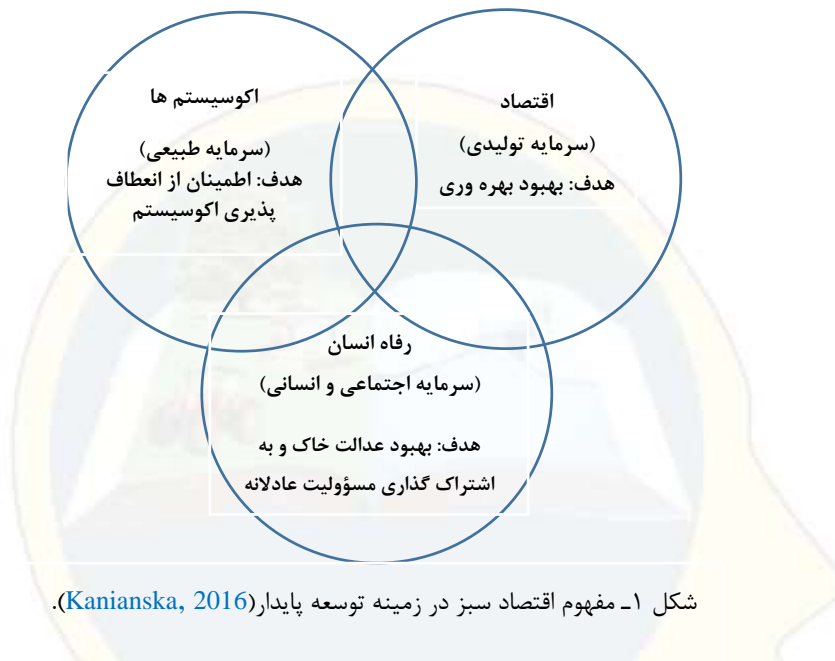 اکوسیستم ها
(سرمایه طبیعی)
هدف: اطمینان از انعطاف
پذیری اکوسیستم
اقتصاد
(سرمایه تولیدی)
هدف: بهبود بهره وری
رفاه انسان
(سرمایه اجتماعی و انسانی)
هدف: بهبود عدالت خاک و به
اشتراک گذاری مسؤولیت عادلانه
شکل ۱ـ مفهوم اقتصاد سبز در زمینه توسعه پایدار(Kanianska, 2016).